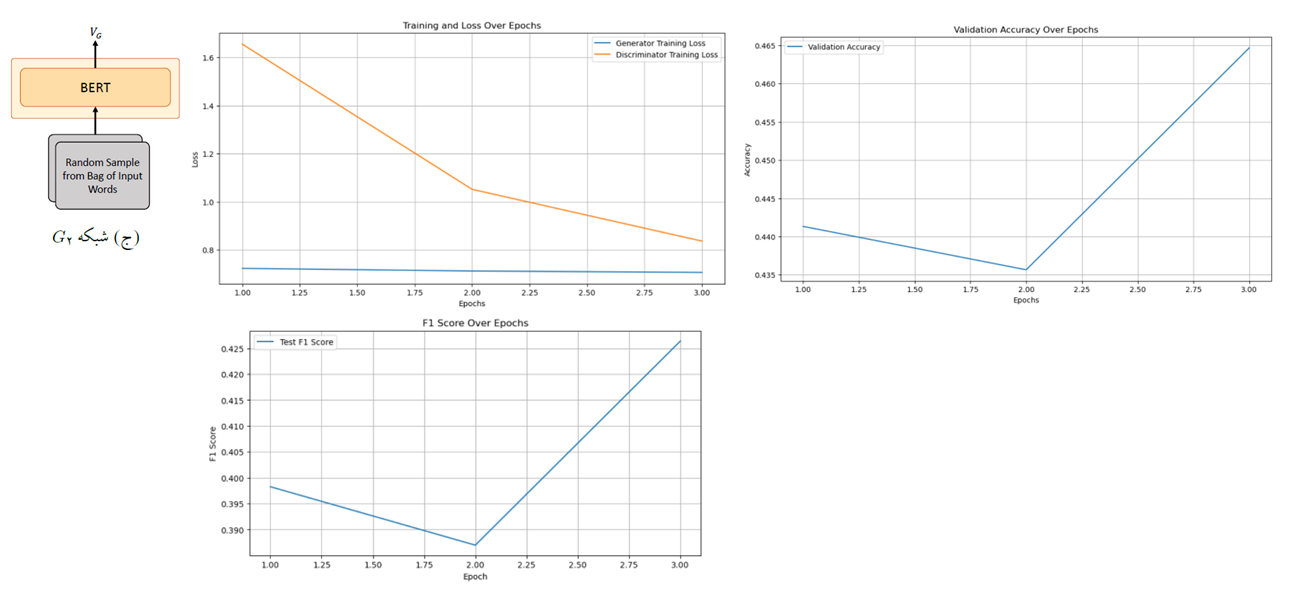 V_G
BERT
Random Sample
from Bag of Input
Words
(ج) شبکه G۲
Training and Loss Over Epochs
Generator Training Loss
Discriminator Training Loss
Loss
1.6
1.4
1.2
1.0
0.8
1.00 1.25 1.50 1.75 2.00 2.25 2.50 2.75 3.00
Epochs
Validation Accuracy Over Epochs
Validation Accuracy
Accuracy
0.465
0.460
0.455
0.450
0.445
0.440
0.435
1.00 1.25 1.50 1.75 2.00 2.25 2.50 2.75 3.00
Epochs
F1 Score Over Epochs
Test F1 Score
F1 Score
0.425
0.420
0.415
0.410
0.405
0.400
0.395
0.390
1.00 1.25 1.50 1.75 2.00 2.25 2.50 2.75 3.00
Epoch